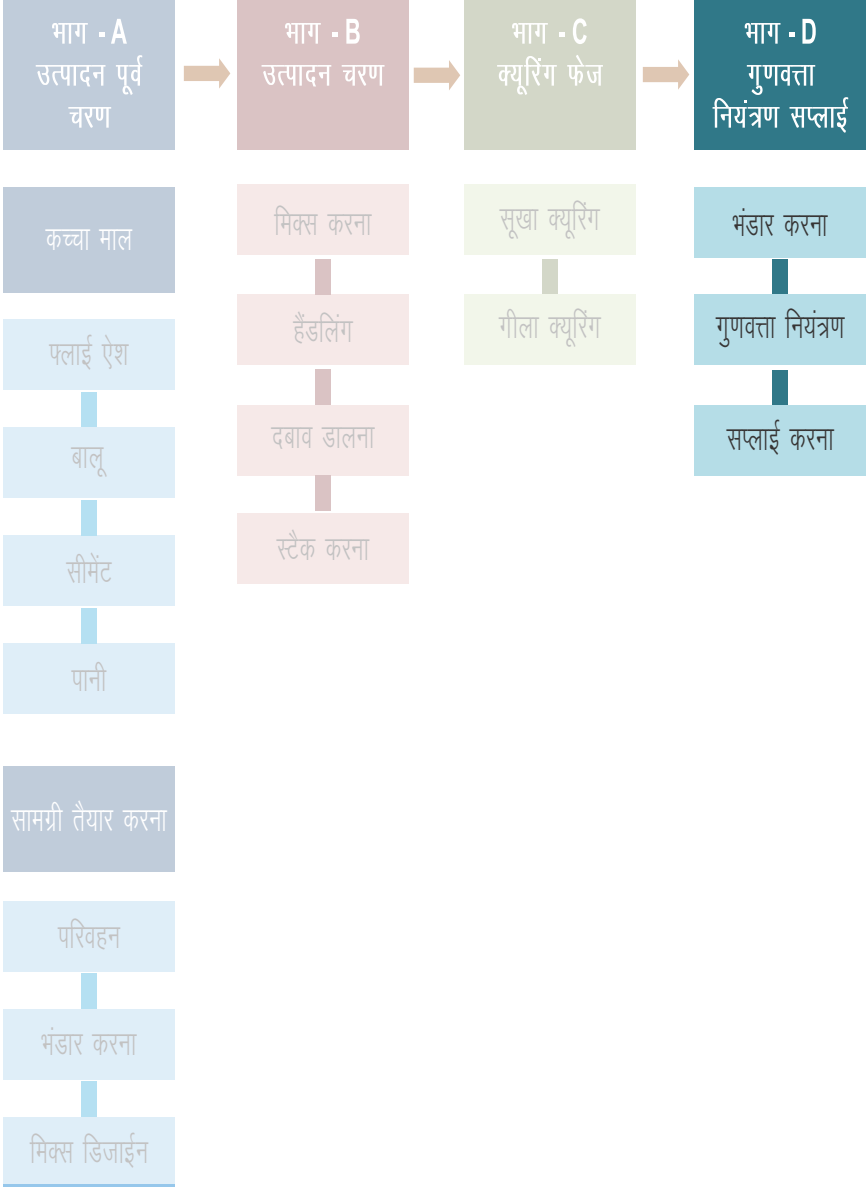 भाग - A
उत्पादन पूर्व
चरण
कच्चा माल
फ्लाई ऐश
बालू
सीमेंट
पानी
सामग्री तैयार करना
परिवहन
भंडार करना
मिक्स डिजाईन
भाग - B
उत्पादन चरण
मिक्स करना
हैंडलिंग
दबाव डालना
स्टैक करना
भाग - C
क्यूरिंग फेज
सूखा क्यूरिंग
गीला क्यूरिंग
भाग - D
गुणवत्ता
नियंत्रण सप्लाई
भंडार करना
गुणवत्ता नियंत्रण
सप्लाई करना